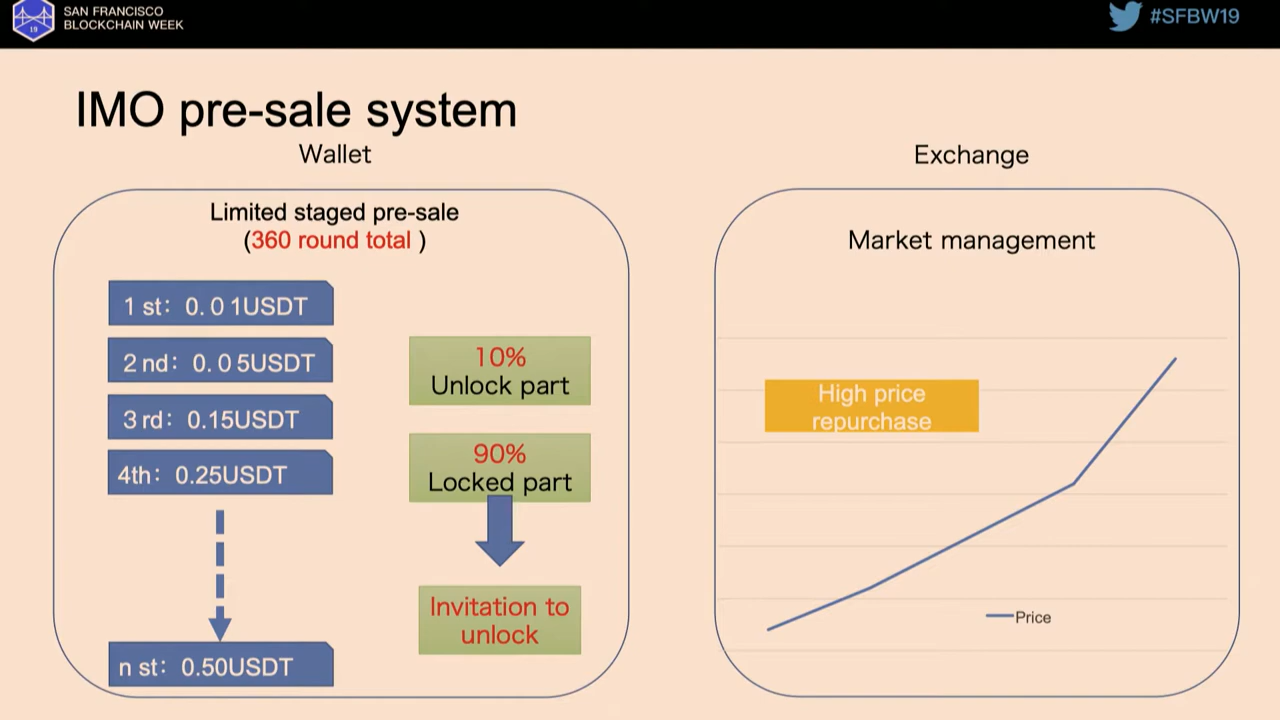 SAN FRANCISCO
BLOCKCHAIN WEEK
19
#SFBW19
IMO pre-sale system
Wallet
Limited staged pre-sale
(360 round total )
1 st: 0. 0 1USDT
2 nd: 0. 0 5USDT
3 rd: 0.15USDT
4th: 0.25USDT
n st: 0.50USDT
10%
Unlock part
90%
Locked part
Invitation to
unlock
Exchange
Market management
High price
repurchase
Price